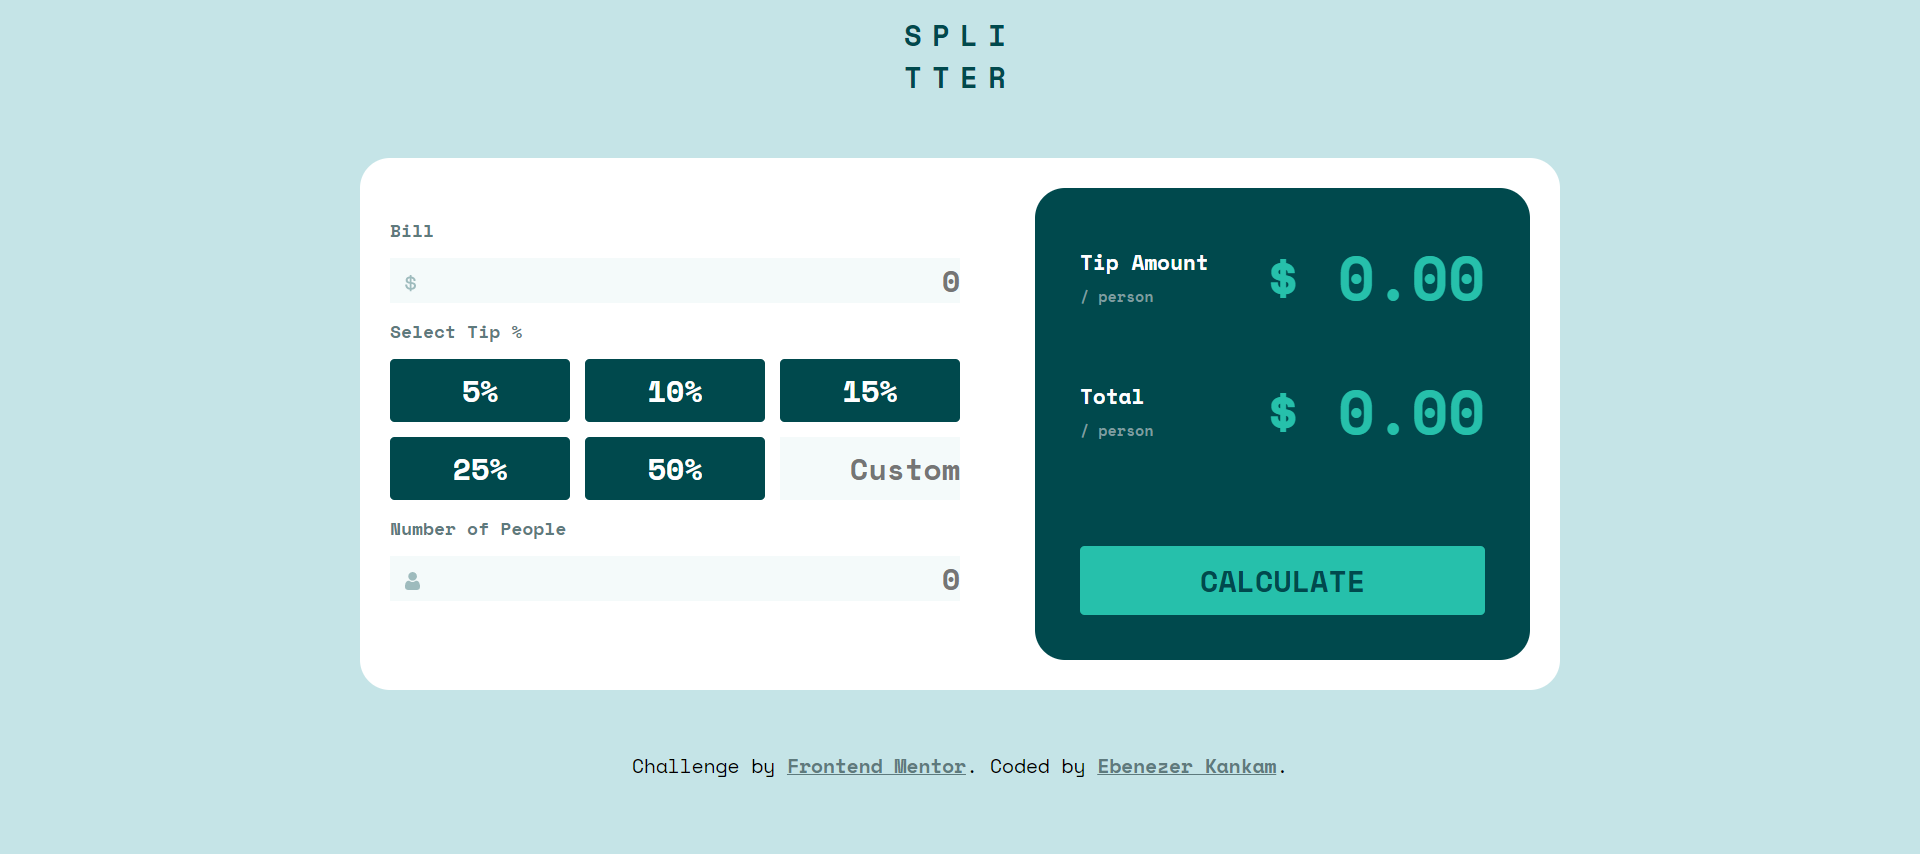 SPLI
TTER
Bill
$ 0
Select Tip %
5% 10% 15%
25% 50% Custom
Number of People
0
Tip Amount
/ person
$ 0.00
Total
/ person
$ 0.00
CALCULATE
Challenge by Frontend Mentor. Coded by Ebenezer Kankam.